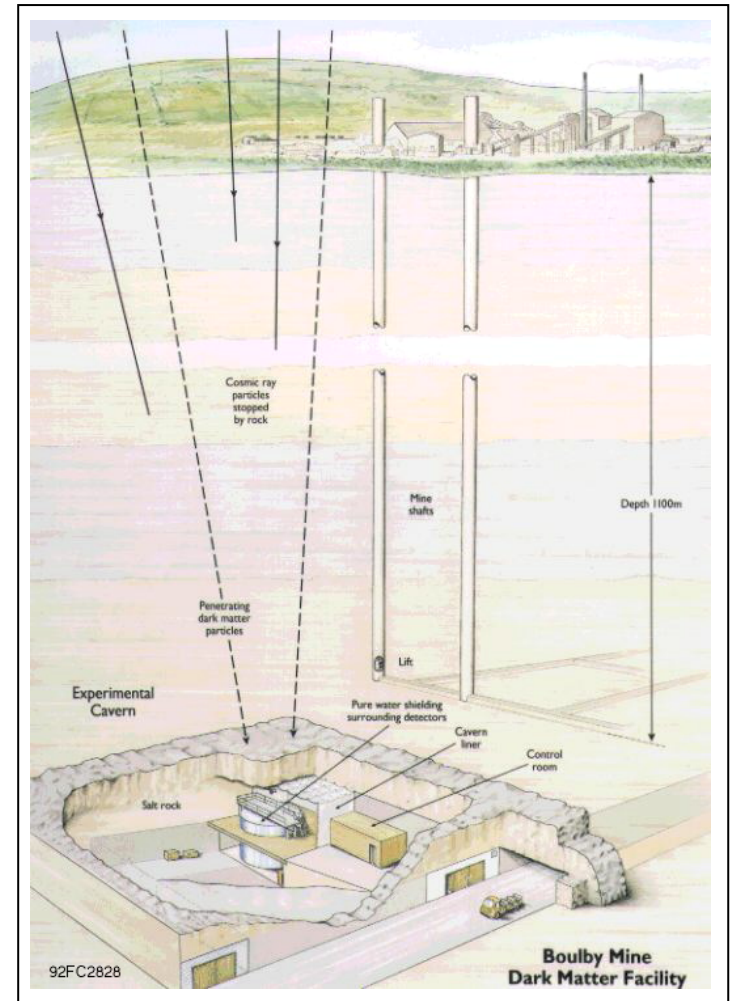 Cosmic ray
particles
stopped
by rock
Mine
shafts
Depth 1100m
Penetrating
dark matter
particles
Lift
Experimental
Cavern
Pure water shielding
surrounding detectors
Cavern
liner
Control
room
Salt rock
92FC2828
Boulby Mine
Dark Matter Facility